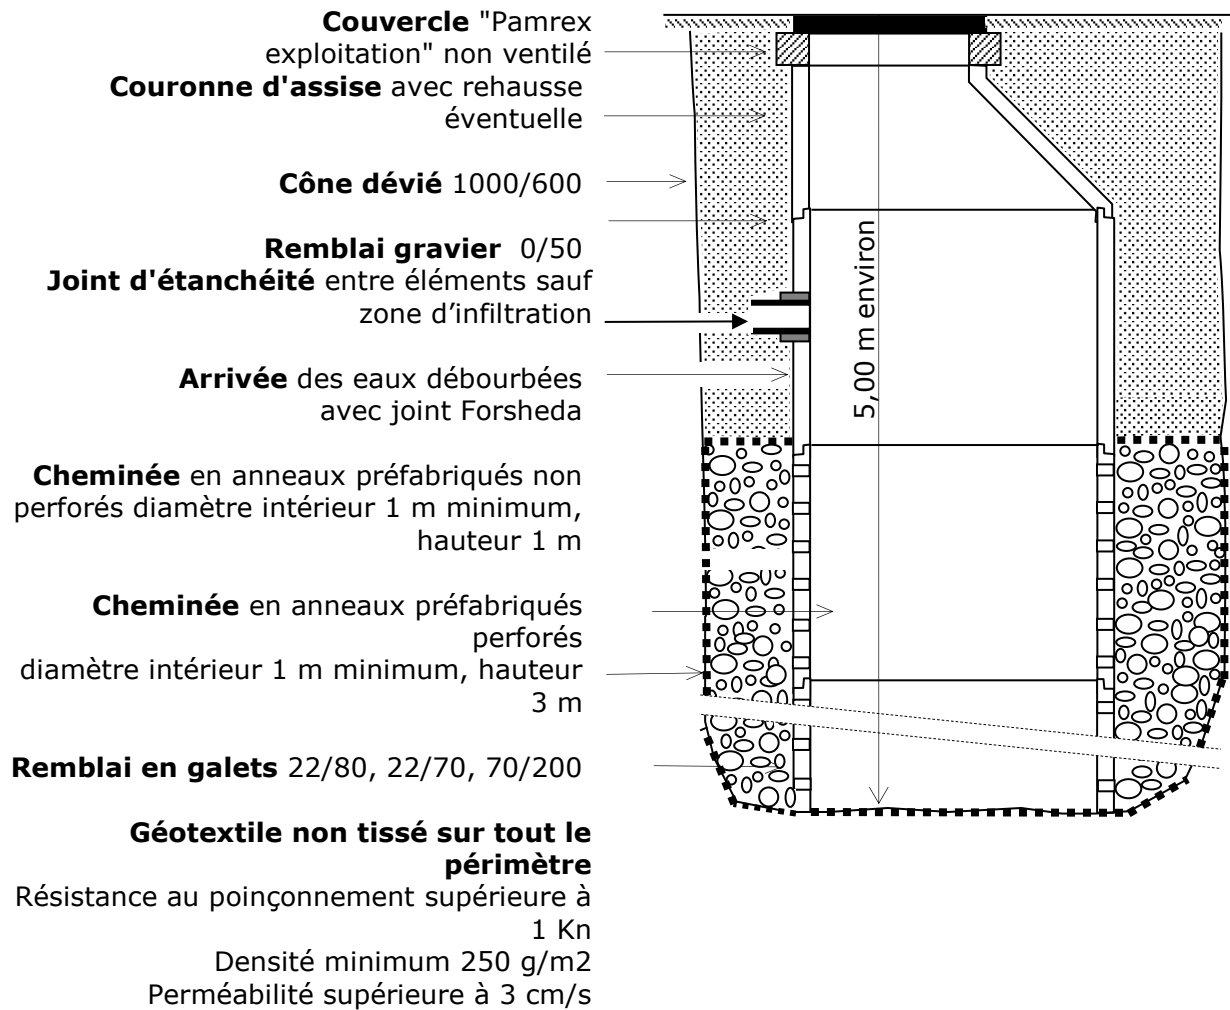 Couvercle "Pamrex
exploitation" non ventilé
Couronne d'assise avec rehausse
éventuelle
Cône dévié 1000/600
Remblai gravier 0/50
Joint d'étanchéité entre éléments sauf
zone d’infiltration
Arrivée des eaux débourbées
avec joint Forsheda
Cheminée en anneaux préfabriqués non
perforés diamètre intérieur 1 m minimum,
hauteur 1 m
Cheminée en anneaux préfabriqués
perforés
diamètre intérieur 1 m minimum, hauteur
3 m
Remblai en galets 22/80, 22/70, 70/200
Géotextile non tissé sur tout le
périmètre
Résistance au poinçonnement supérieure à
1 Kn
Densité minimum 250 g/m2
Perméabilité supérieure à 3 cm/s
5,00 m environ